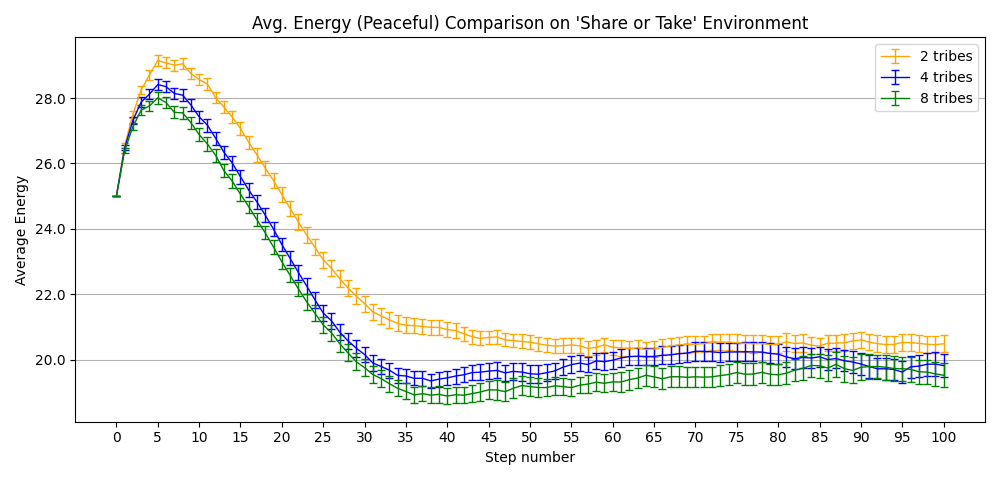 Avg. Energy (Peaceful) Comparison on 'Share or Take' Environment
2 tribes
4 tribes
8 tribes
Average Energy
28.0
26.0
24.0
22.0
20.0
0 5 10 15 20 25 30 35 40 45 50 55 60 65 70 75 80 85 90 95 100
Step number